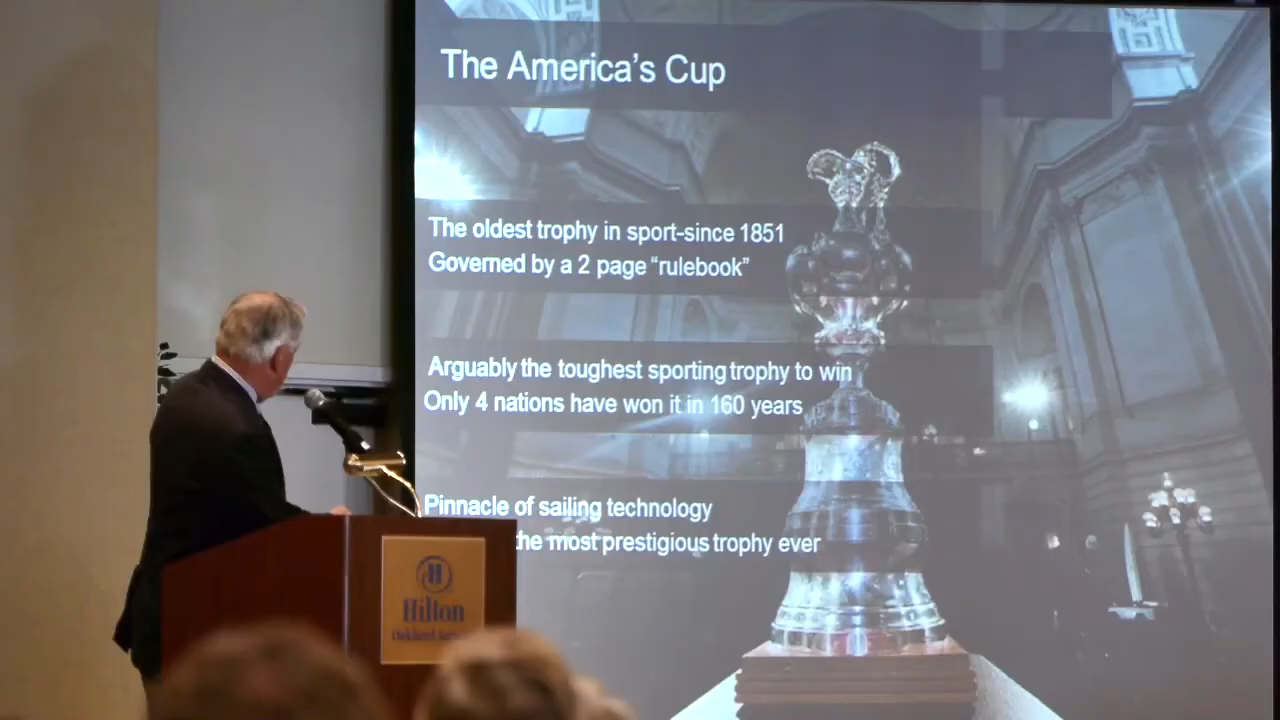 The America's Cup
The oldest trophy in sport-since 1851
Governed by a 2 page “rulebook”
Arguably the toughest sporting trophy to win
Only 4 nations have won it in 160 years
Pinnacle of sailing technology
the most prestigious trophy ever
H
Hilton
Oakland